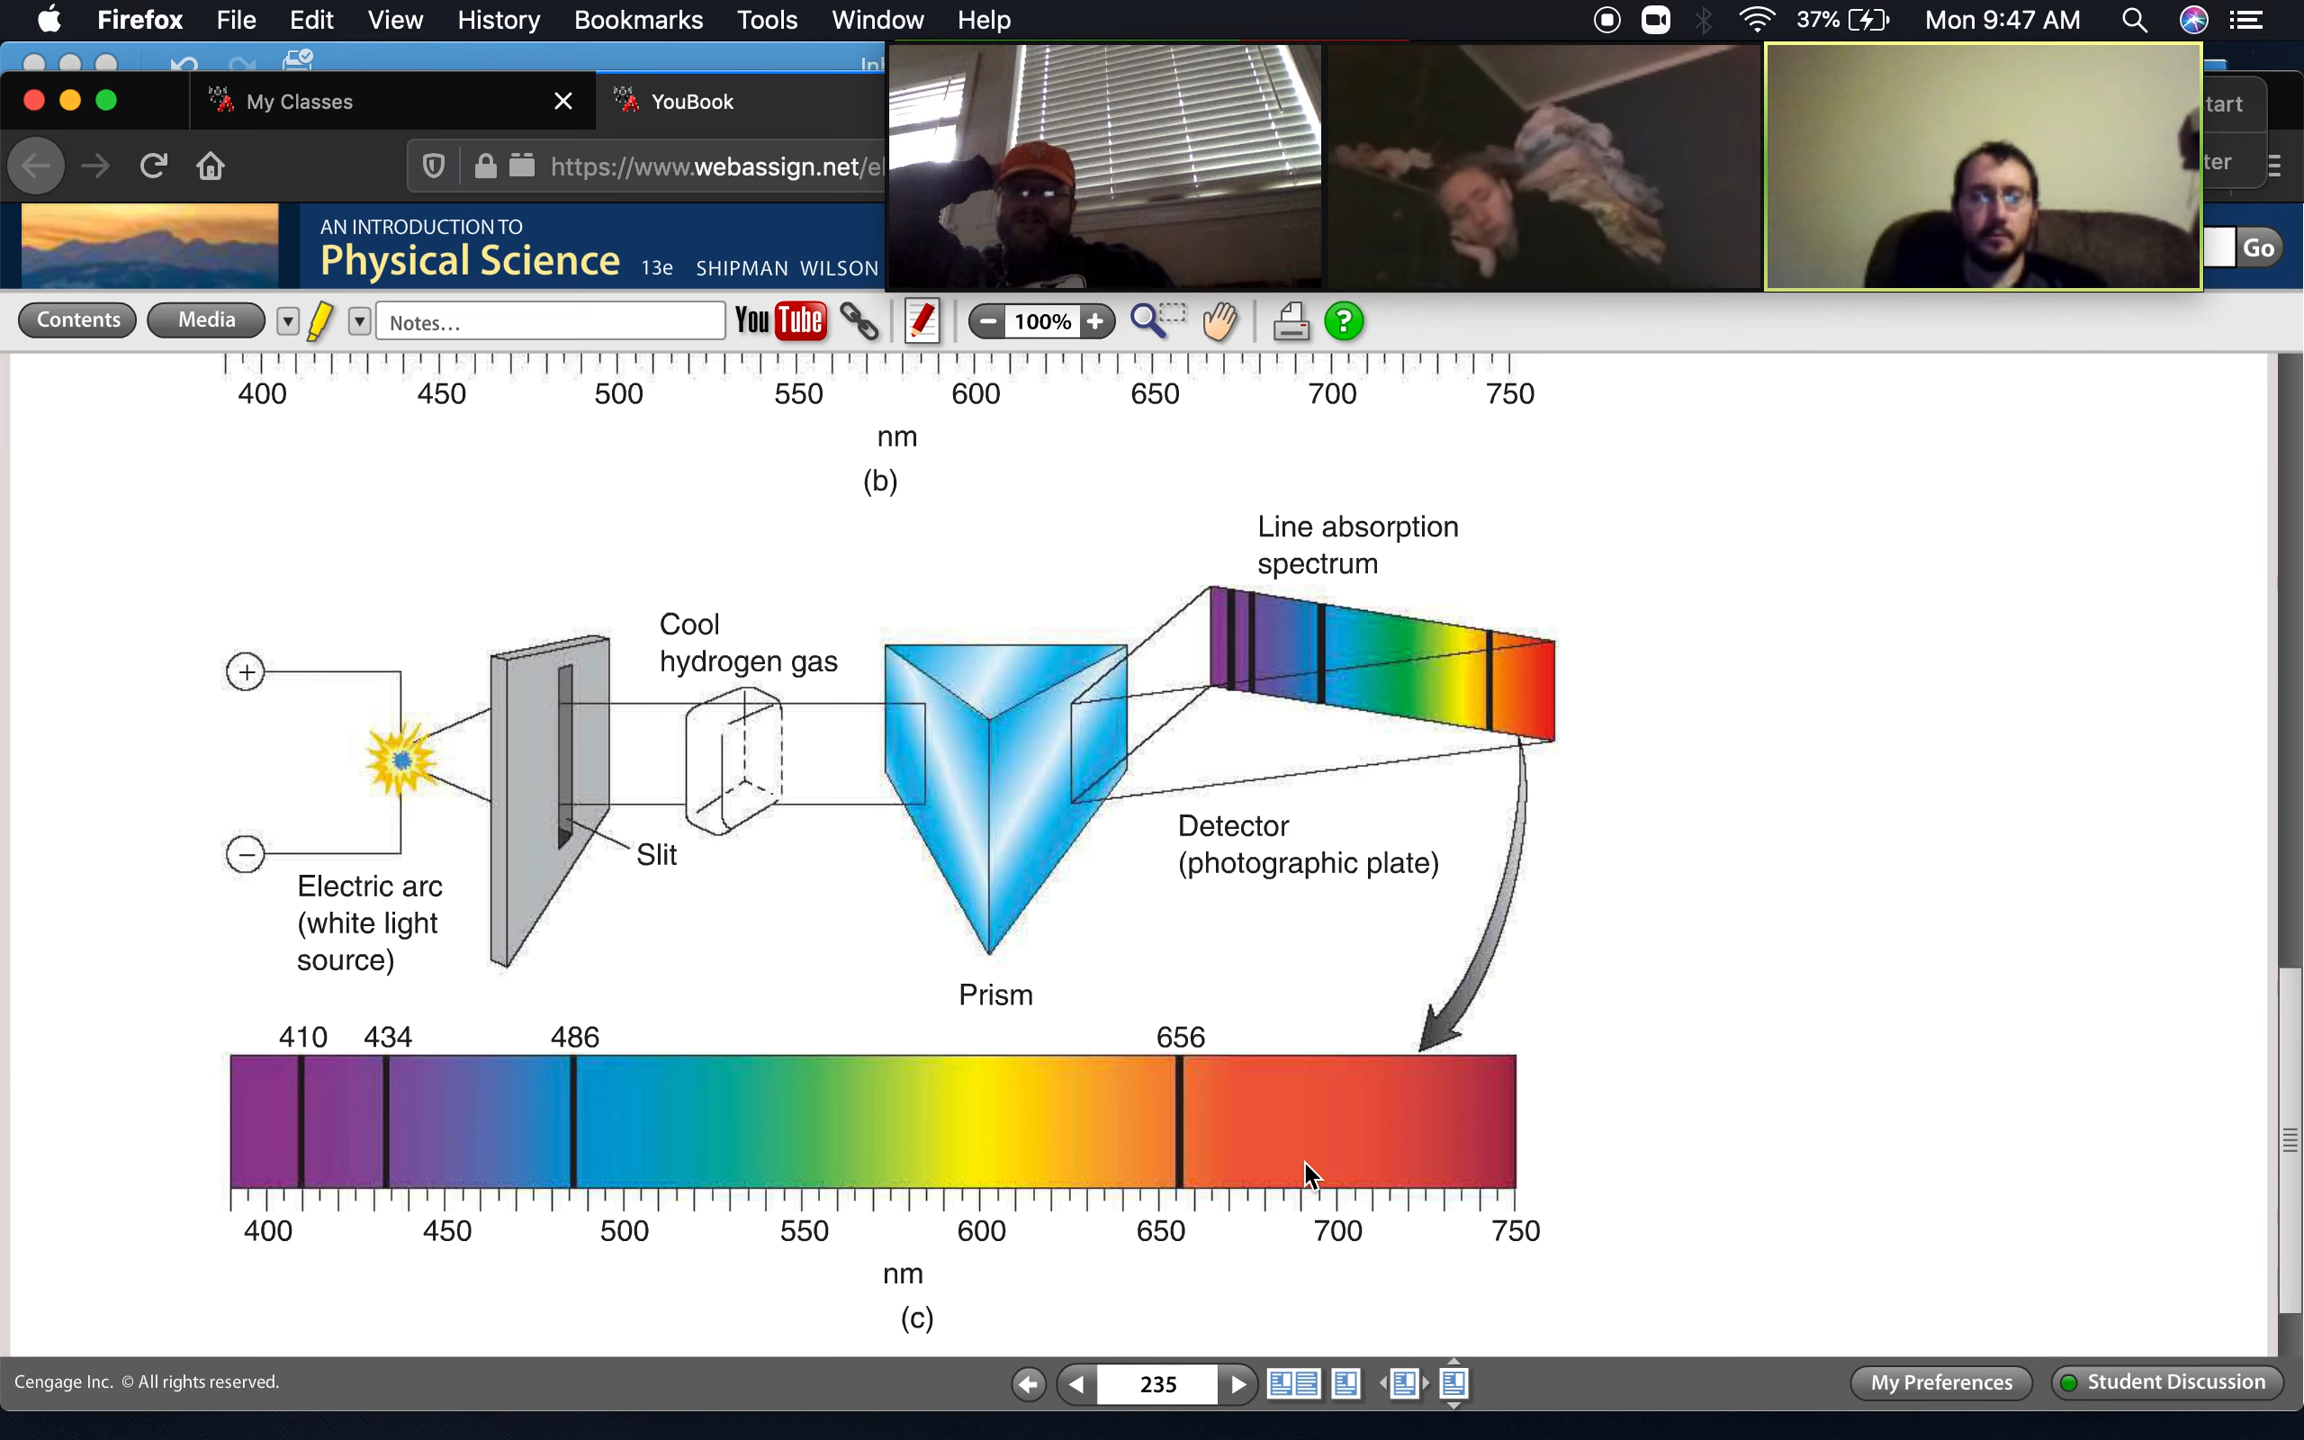 Firefox File Edit View History Bookmarks Tools Window Help 37% Mon 9:47 AM
My Classes YouBook
tart
https://www.webassign.net/e
ter
AN INTRODUCTION TO
Physical Science 13e SHIPMAN WILSON
Go
Contents Media Notes... YouTube 100% ?
400 450 500 550 600 650 700 750
nm
(b)
Line absorption
spectrum
Cool
hydrogen gas
+
−
Slit
Detector
(photographic plate)
Electric arc
(white light
source)
Prism
410 434 486 656
400 450 500 550 600 650 700 750
nm
(c)
Cengage Inc. © All rights reserved. 235 My Preferences Student Discussion